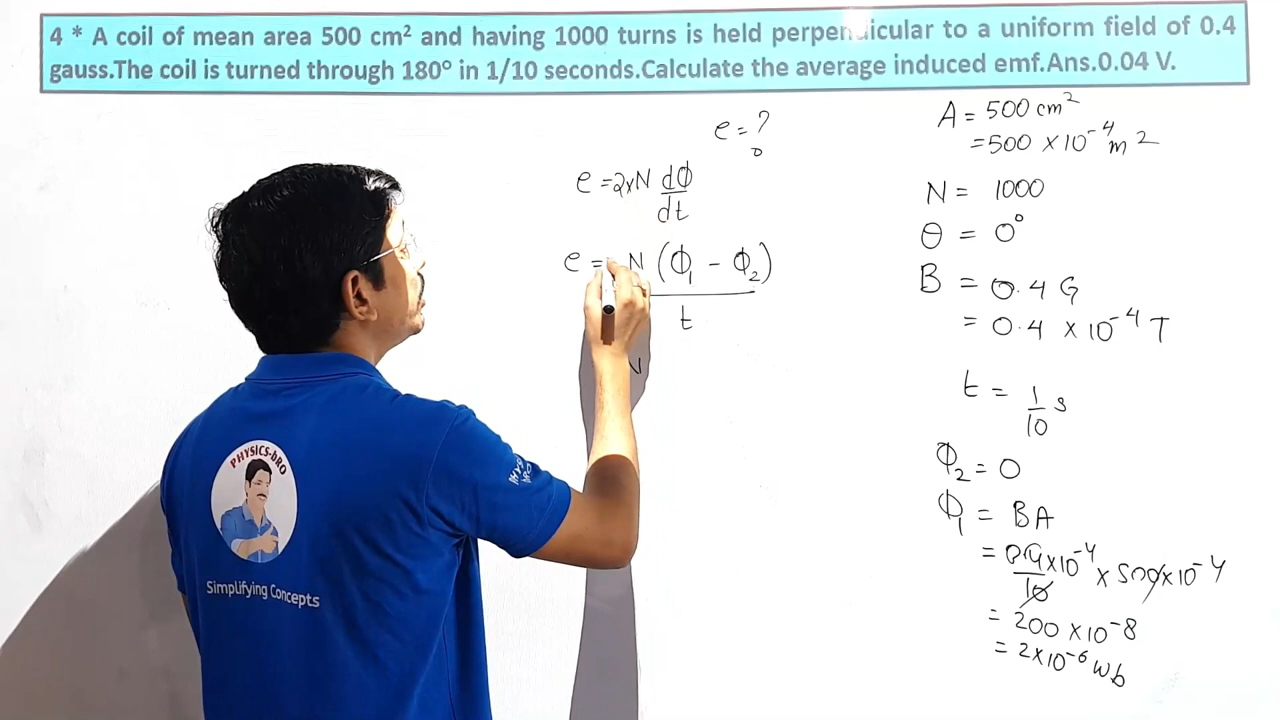 4 * A coil of mean area 500 cm² and having 1000 turns is held perpendicular to a uniform field of 0.4
gauss.The coil is turned through 180° in 1/10 seconds.Calculate the average induced emf.Ans.0.04 V.
e = ?
e = 2×N dϕ/dt
e = N (ϕ₁ - ϕ₂)
t
A = 500 cm²
= 500 × 10⁻⁴ m²
N = 1000
θ = 0°
B = 0.4 G
= 0.4 × 10⁻⁴ T
t = 1/10 s
ϕ₂ = 0
ϕ₁ = BA
= 0.4/10 × 10⁻⁴ × 500 × 10⁻⁴
= 200 × 10⁻⁸
= 2 × 10⁻⁶ Wb
PHYSICS-bRO
Simplifying Concepts